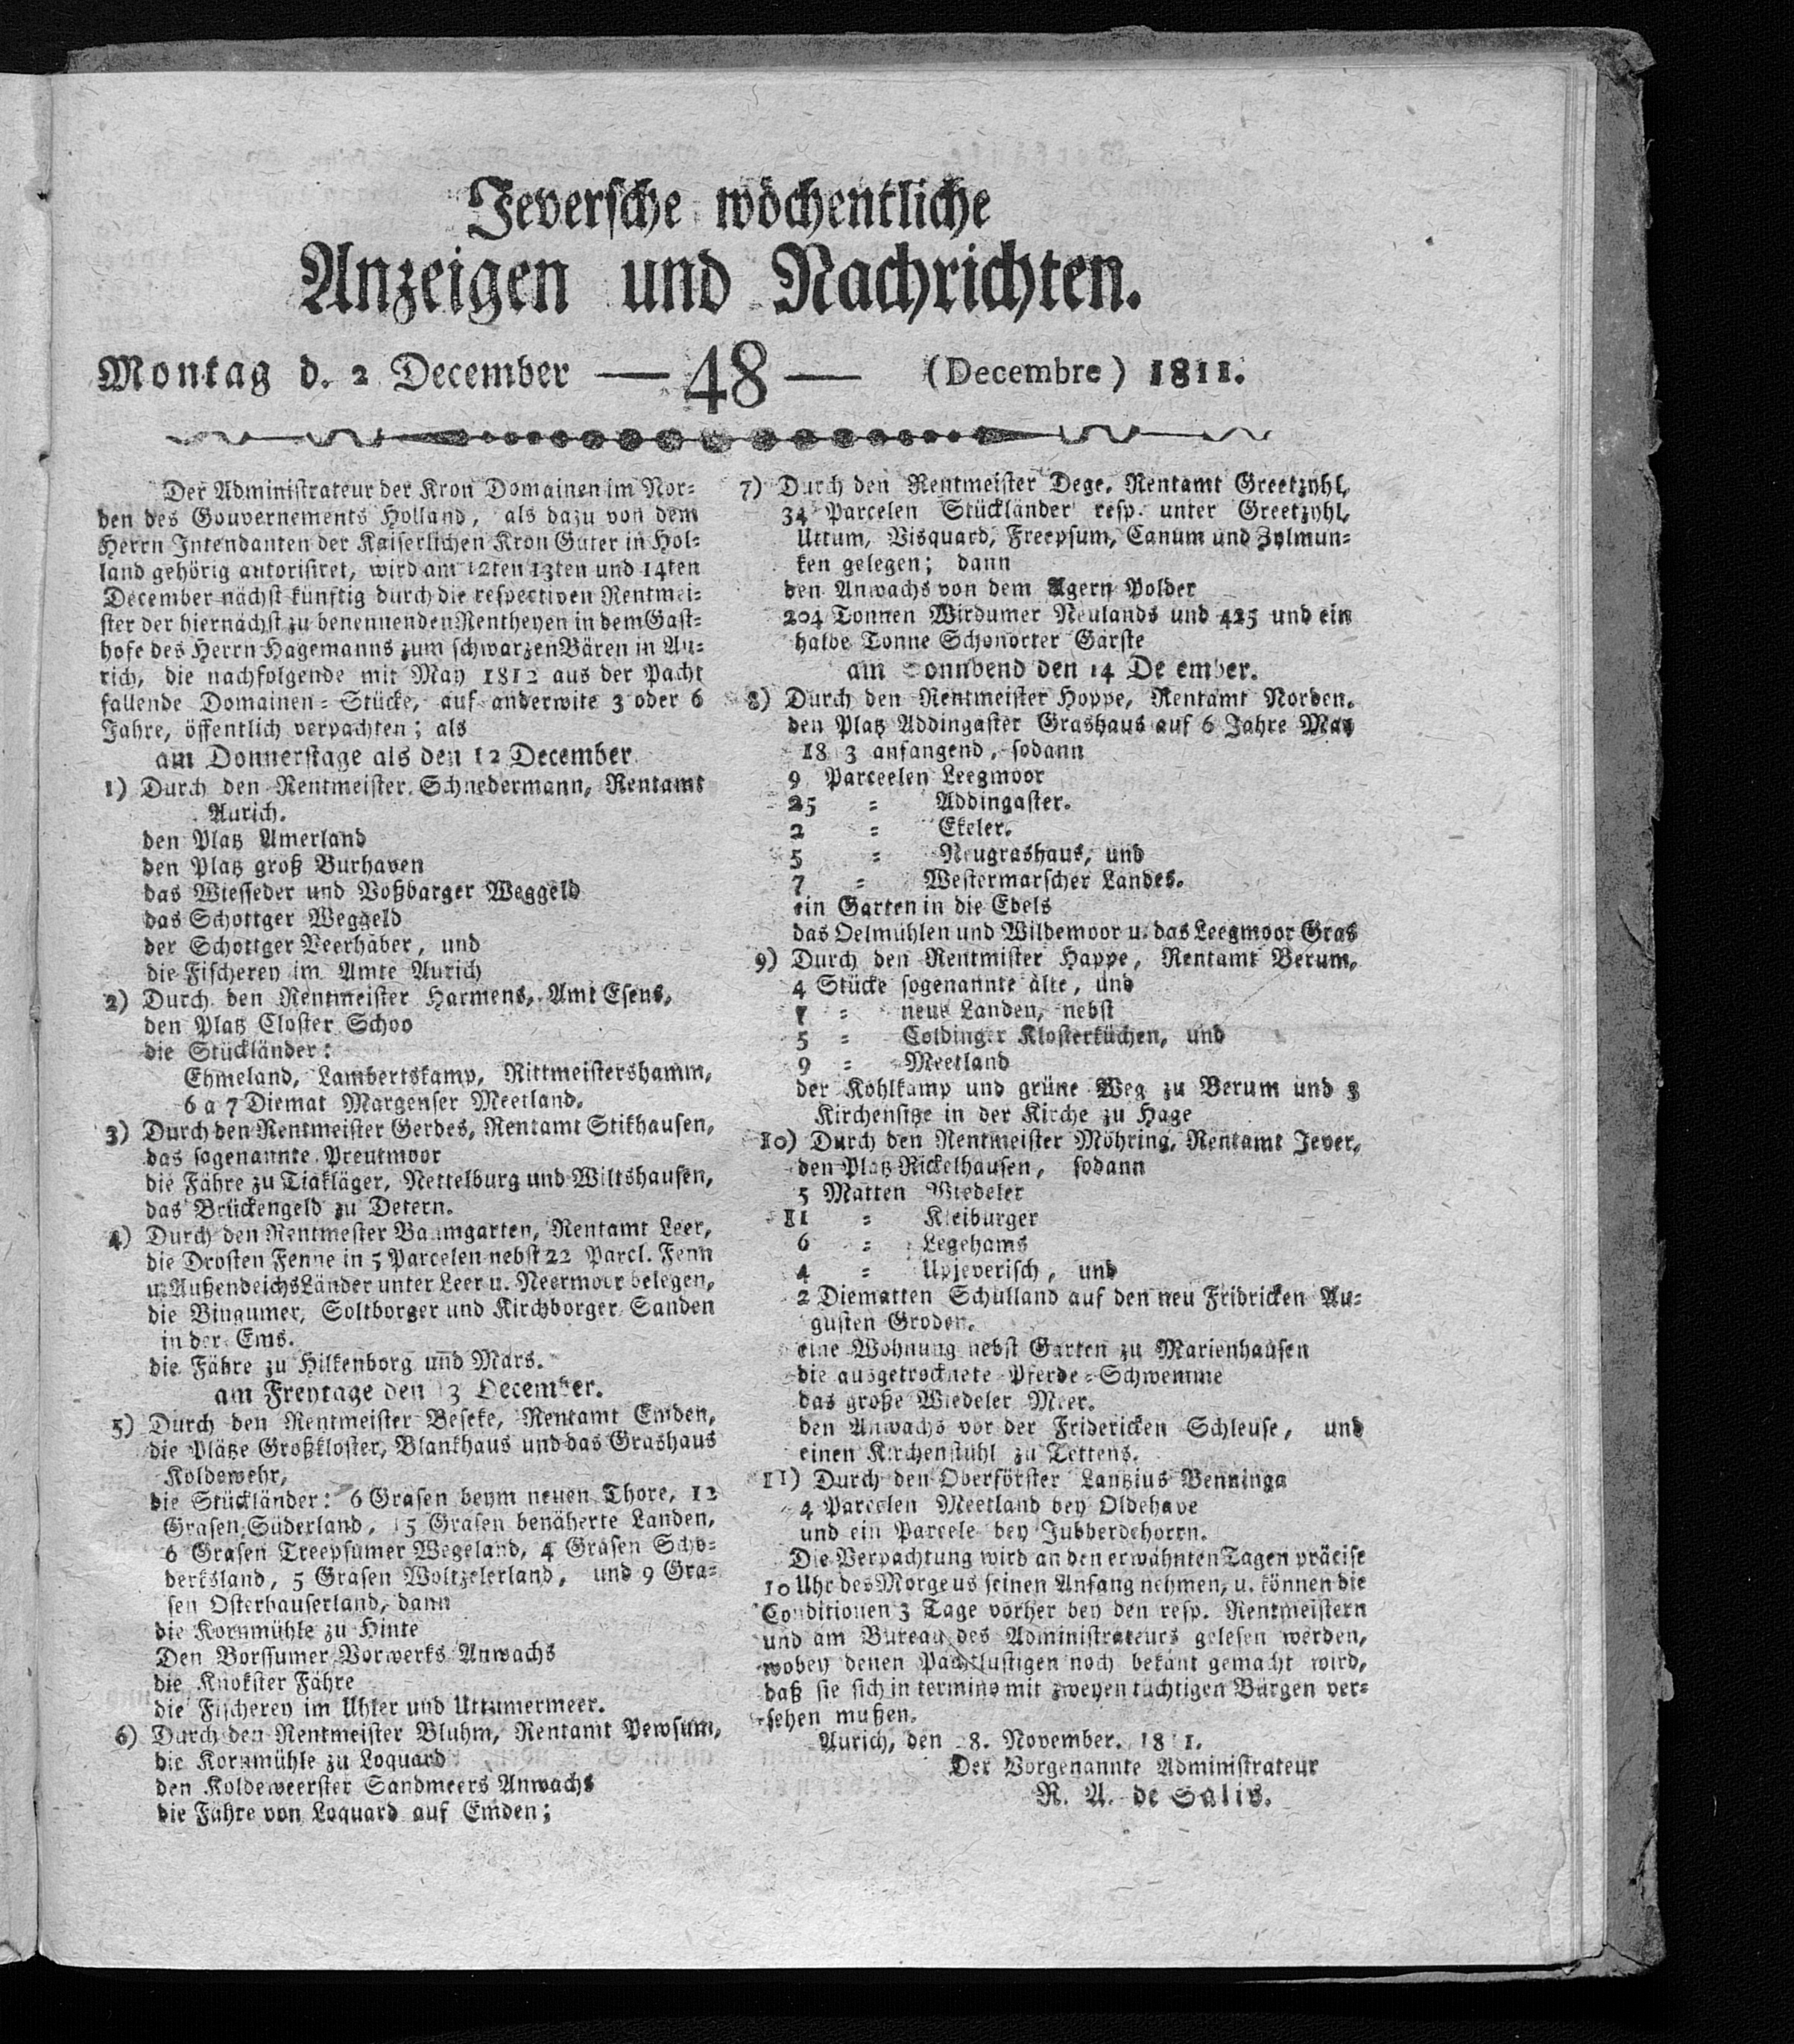 Jeversche wöchentliche
Anzeigen und Nachrichten.
Montag d. 2 December — 48 — (Decembre) 1811.
Der Administrateur der Kron Domainen im Nor-
den des Gouvernements Holland, als dazu von dem
Herrn Intendanten der Kaiserlichen Kron Güter in Hol-
land gehörig autorisiret, wird am 12ten 13ten und 14ten
December nächst künftig durch die respectiven Rentmei-
ster der hiernächst zu benennenden Rentheyen in dem Gast-
hofe des Herrn Hagemanns zum schwarzen Bären in Au-
rich, die nachfolgende mit May 1812 aus der Pacht
fallende Domainen-Stücke, auf anderwite 3 oder 6
Jahre, öffentlich verpachten; als
am Donnerstage als den 12 December
1) Durch den Rentmeister Schnedermann, Rentamt
Aurich.
den Platz Amerland
den Platz groß Burhaven
das Wiesseder und Voßbarger Weggeld
das Schottger Weggeld
der Schottger Veerhaber, und
die Fischerey im Amte Aurich
2) Durch den Rentmeister Harmens, Amt Esens,
den Platz Closter Schoo
die Stückländer:
Ehmeland, Lambertskamp, Rittmeistershamm,
6 a 7 Diemat Margenser Meetland.
3) Durch den Rentmeister Gerdes, Rentamt Stikhausen,
das sogenannte Preutmoor
die Fähre zu Tiakläger, Nettelburg und Wiltshausen,
das Brückengeld zu Detern.
4) Durch den Rentmester Baumgarten, Rentamt Leer,
die Drosten Fenne in 5 Parcelen nebst 22 Parcl. Fenn
u. Außendeichs Länder unter Leer u. Neermoor belegen,
die Bingumer, Soltborger und Kirchborger Sanden
in der Ems.
die Fähre zu Hilkenborg und Mars.
am Freytage den 13 December.
5) Durch den Rentmeister Beseke, Rentamt Emden,
die Plätze Großkloster, Blankhaus und das Grashaus
Koldewehr,
die Stückländer: 6 Grasen beym neuen Thore, 12
Grasen Süderland, 15 Grasen benäherte Landen,
6 Grasen Treepsumer Wegeland, 4 Grasen Scho-
derksland, 5 Grasen Woltzelerland, und 9 Gra-
sen Osterhauserland, dann
die Kornmühle zu Hinte
Den Borssumer Vorwerks Anwachs
die Knokster Fähre
die Fischerey im Uhker und Uttumermeer.
6) Durch den Rentmeister Bluhm, Rentamt Pewsum,
die Kornmühle zu Loquard
den Koldeweerster Sandmeers Anwachs
die Fähre von Loquard auf Emden;
7) Durch den Rentmeister Dege, Rentamt Greetzyhl,
34 Parcelen Stückländer resp. unter Greetzyhl,
Uttum, Visquard, Freepsum, Canum und Zylmun-
ken gelegen; dann
den Anwachs von dem Agern Polder
204 Tonnen Wirdumer Neulands und 425 und ein
halbe Tonne Schonorter Garste
am Sonnbend den 14 De ember.
8) Durch den Rentmeister Hoppe, Rentamt Norden.
den Platz Addingaster Grashaus auf 6 Jahre May
18 3 anfangend, sodann
9 Parceelen Leegmoor
25 = Addingaster.
2 = Ekeler.
5 = Neugrashaus, und
7 = Westermarscher Landes.
ein Garten in die Ebels
das Oelmühlen und Wildemoor u. das Leegmoor Gras
9) Durch den Rentmister Happe, Rentamt Berum,
4 Stücke sogenannte älte, und
7 = neue Landen, nebst
5 = Coldinger Klosterküchen, und
9 = Meetland
der Kohlkamp und grüne Weg zu Berum und 3
Kirchensitze in der Kirche zu Hage
10) Durch den Rentmeister Möhring, Rentamt Jever,
den Platz Rickelhausen, sodann
5 Matten Wiedeler
11 = Kleiburger
6 = Legehams
4 = Upjeverisch, und
2 Diematten Schulland auf den neu Fridricken Au-
gusten Groden.
eine Wohnung nebst Garten zu Marienhausen
die ausgetrocknete Pferde-Schwemme
das große Wiedeler Meer.
den Anwachs vor der Fridericken Schleuse, und
einen Kirchenstuhl zu Tettens.
11) Durch den Oberförster Lantzius Benninga
4 Parcelen Meetland bey Oldehave
und ein Parcele bey Jubberdehorrn.
Die Verpachtung wird an den erwähnten Tagen präcise
10 Uhr des Morgeus seinen Anfang nehmen, u. können die
Conditionen 3 Tage vorher bey den resp. Rentmeistern
und am Bureau des Administrateurs gelesen werden,
wobey denen Pachtlustigen noch bekant gemacht wird,
daß sie sich in termino mit zweyen tüchtigen Bürgen ver-
sehen mußen.
Aurich, den 28. November. 1811.
Der Vorgenannte Administrateur
R. A. de Salis.